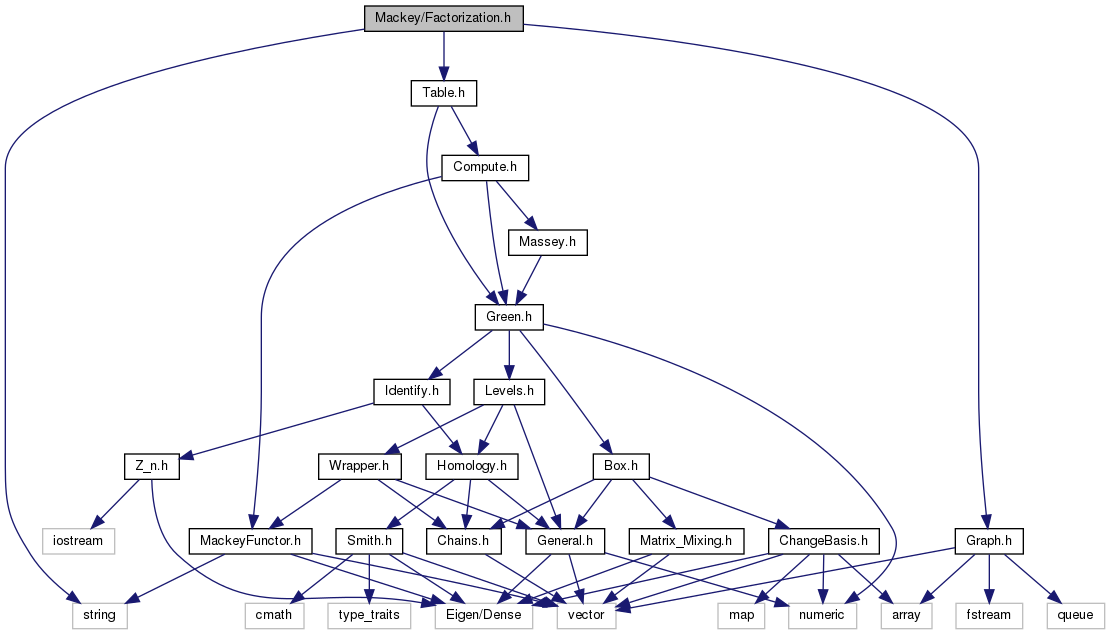 Mackey/Factorization.h
Table.h
Compute.h
Massey.h
Green.h
Identify.h
Levels.h
Z_n.h
Wrapper.h
Homology.h
Box.h
iostream
MackeyFunctor.h
Smith.h
Chains.h
General.h
Matrix_Mixing.h
ChangeBasis.h
Graph.h
string
cmath
type_traits
Eigen/Dense
vector
map
numeric
array
fstream
queue